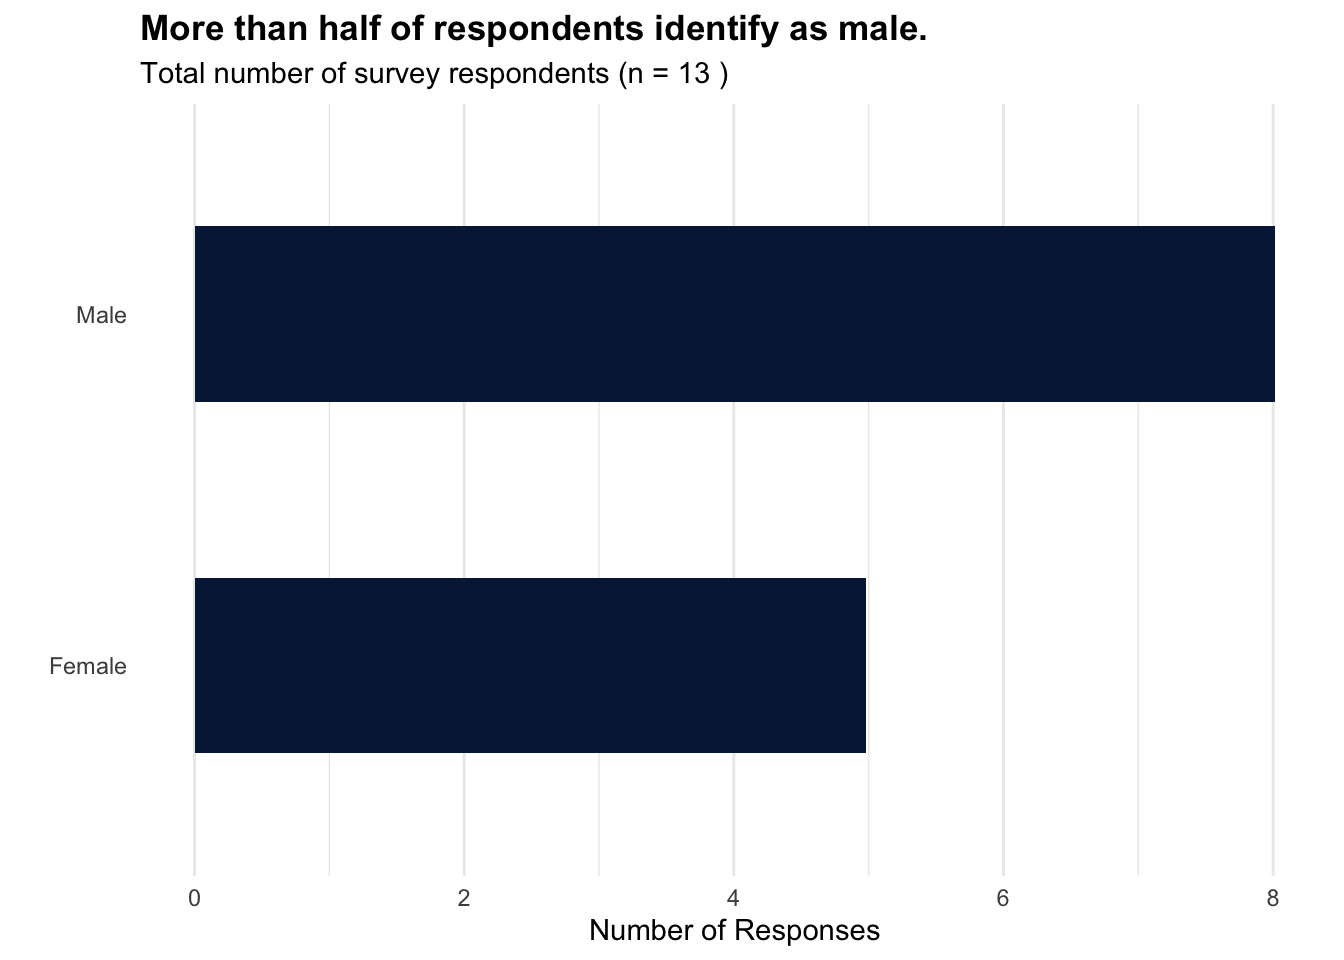 More than half of respondents identify as male.
Total number of survey respondents (n = 13 )
Male
Female
0 2 4 6 8
Number of Responses